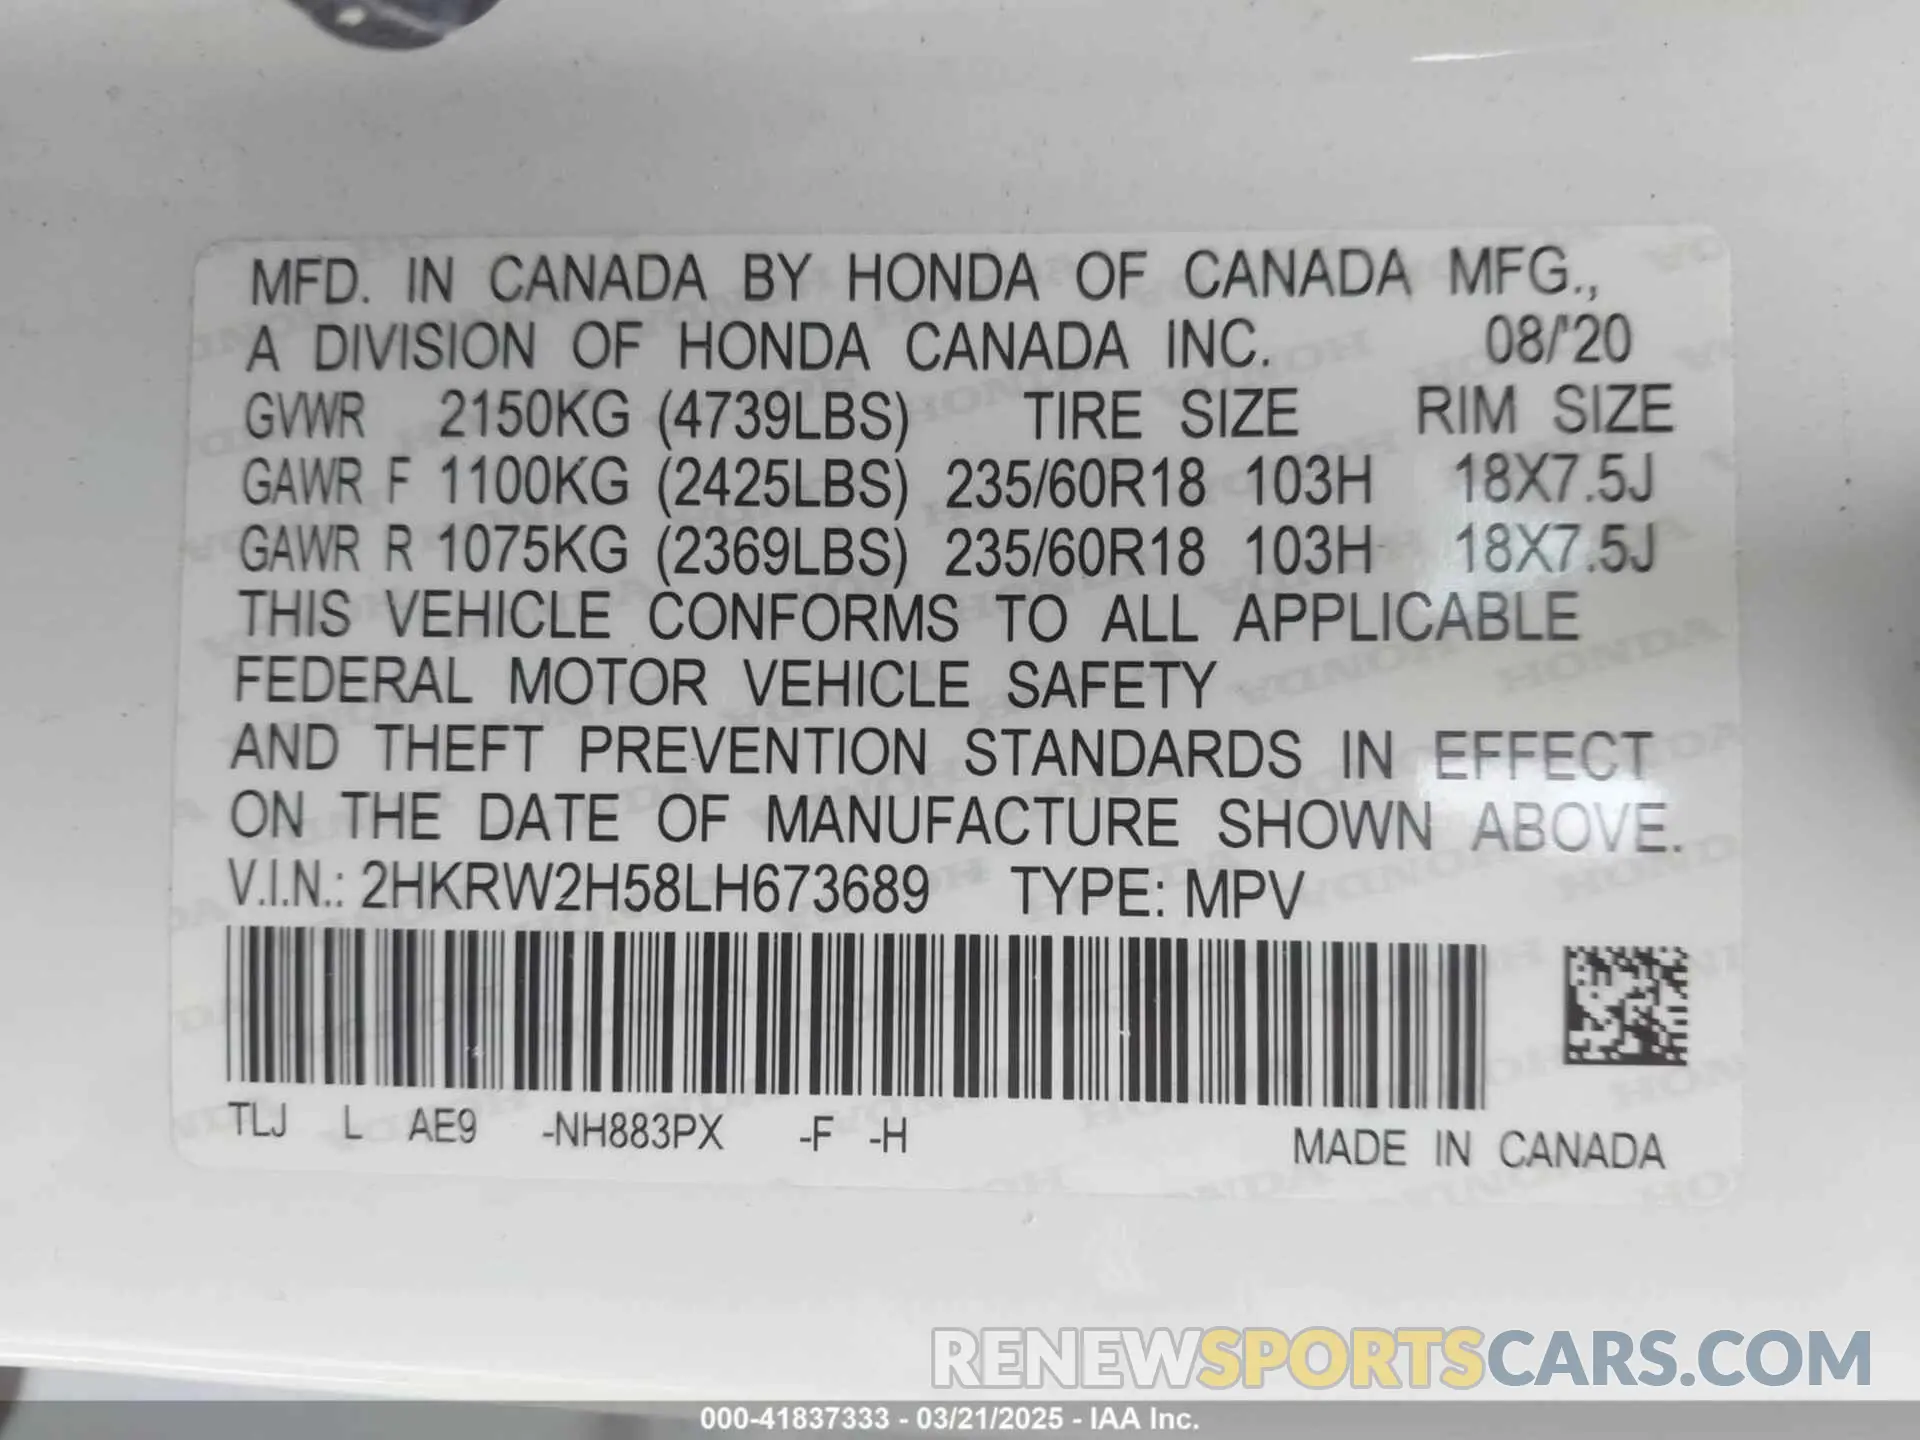 MFD. IN CANADA BY HONDA OF CANADA MFG.,
A DIVISION OF HONDA CANADA INC. 08/'20
GVWR 2150KG (4739LBS) TIRE SIZE RIM SIZE
GAWR F 1100KG (2425LBS) 235/60R18 103H 18X7.5J
GAWR R 1075KG (2369LBS) 235/60R18 103H 18X7.5J
THIS VEHICLE CONFORMS TO ALL APPLICABLE
FEDERAL MOTOR VEHICLE SAFETY
AND THEFT PREVENTION STANDARDS IN EFFECT
ON THE DATE OF MANUFACTURE SHOWN ABOVE.
V.I.N.: 2HKRW2H58LH673689 TYPE: MPV
TLJ L AE9 -NH883PX -F -H
MADE IN CANADA
RENEWSPORTSCARS.COM
000-41837333 - 03/21/2025 - IAA Inc.